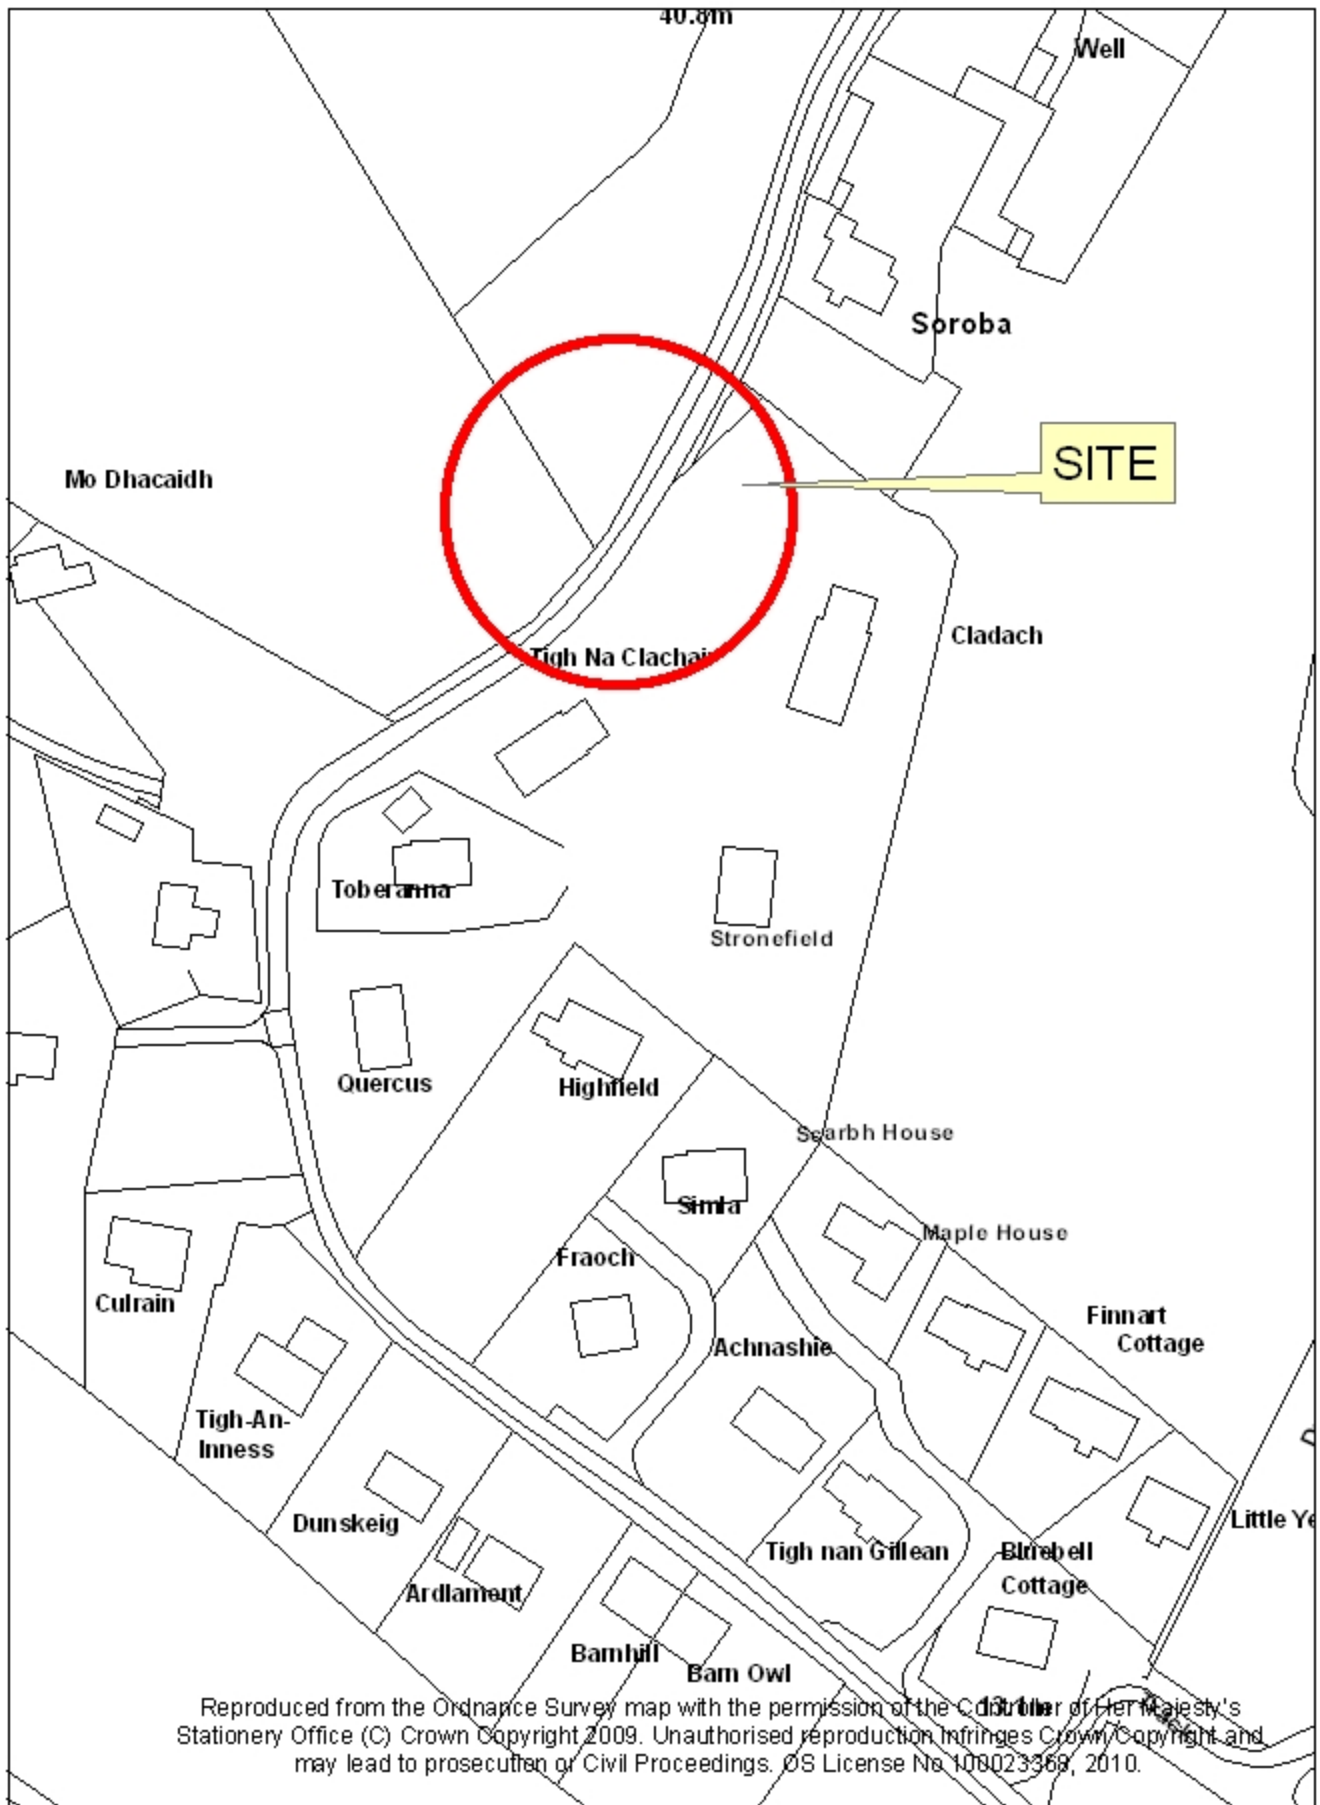 40.8m
Well
Soroba
SITE
Mo Dhacaidh
Cladach
Tigh Na Clachair
Toberanna
Stronefield
Quercus
Highfield
Scarbh House
Simla
Maple House
Fraoch
Culrain
Finnart
Cottage
Achnashie
Tigh-An-
Inness
Dunskeig
Little Ye
Tigh nan Gillean
Bluebell
Cottage
Ardlamont
Barnhill
Barn Owl
Reproduced from the Ordnance Survey map with the permission of the Controller of Her Majesty's
Stationery Office (C) Crown Copyright 2009. Unauthorised reproduction infringes Crown Copyright and
may lead to prosecution or Civil Proceedings. OS License No 100023368, 2010.